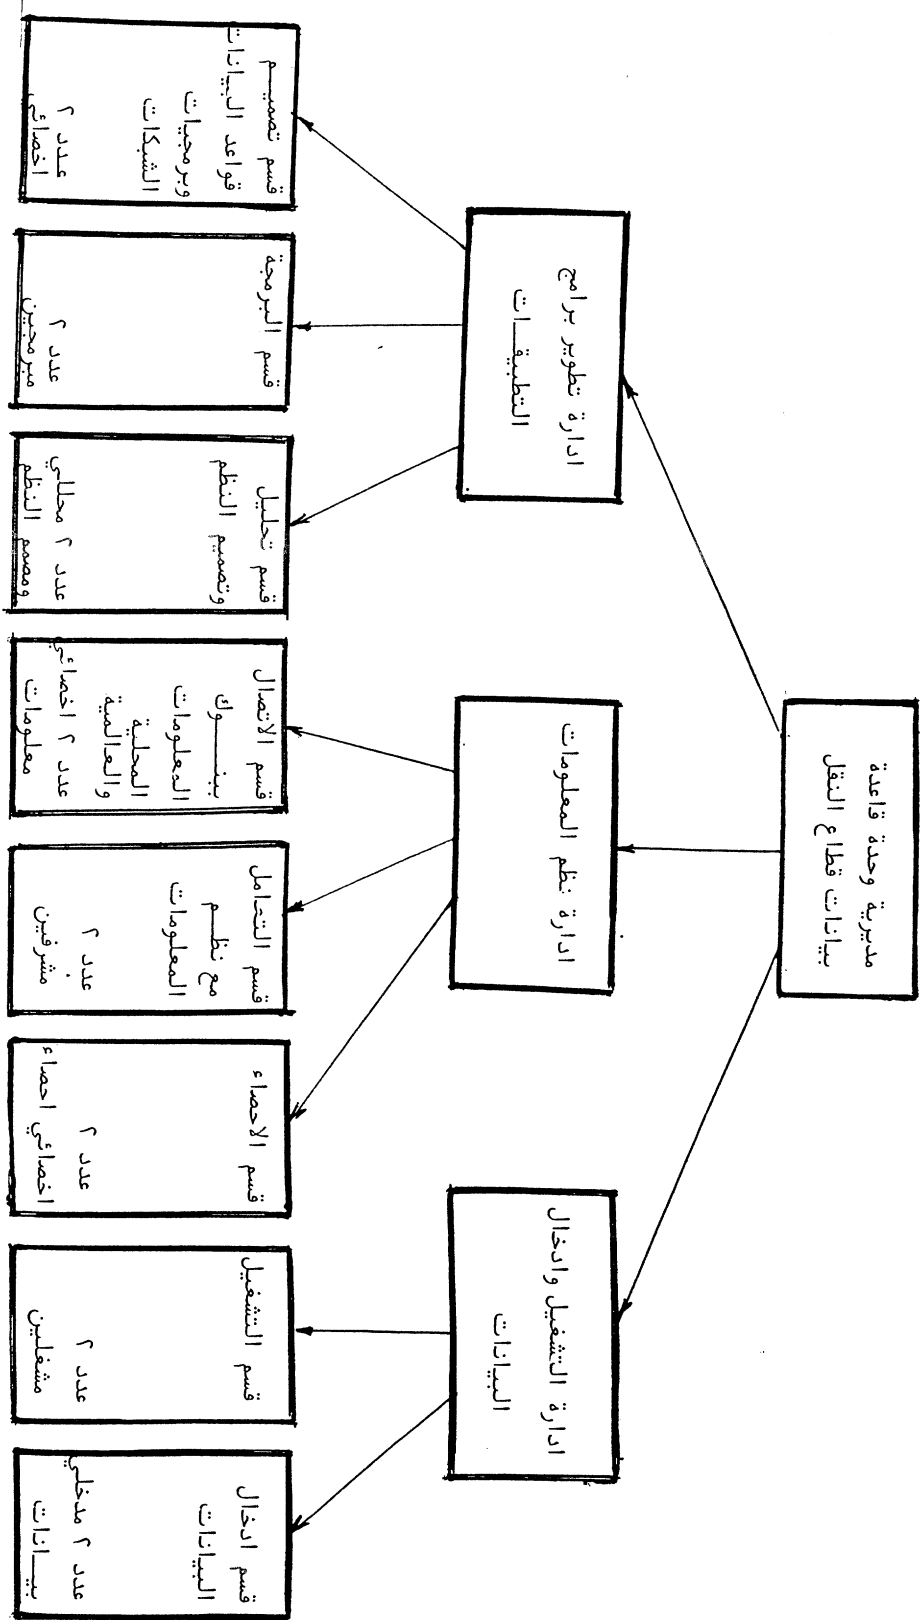 مديرية وحدة قاعدة
بيانات قطاع النقل
ادارة تطوير برامج
التطبيقات
ادارة نظم المعلومات
ادارة التشغيل وادخال
البيانات
قسم تصميم
قواعد البيانات
وبرمجيات
الشبكات
عدد ٢
اخصائي
قسم البرمجة
عدد ٢
مبرمجين
قسم تحليل
وتصميم النظم
عدد ٢ محللي
ومصمم النظم
قسم الاتصال
ببنوك
المعلومات
المحلية
والعالمية
عدد ٢ اخصائي
معلومات
قسم التعامل
مع نظم
المعلومات
عدد ٢
مشرفين
قسم الاحصاء
عدد ٢
اخصائي احصاء
قسم التشغيل
عدد ٢
مشغلين
قسم ادخال
البيانات
عدد ٢ مدخلي
بيانات